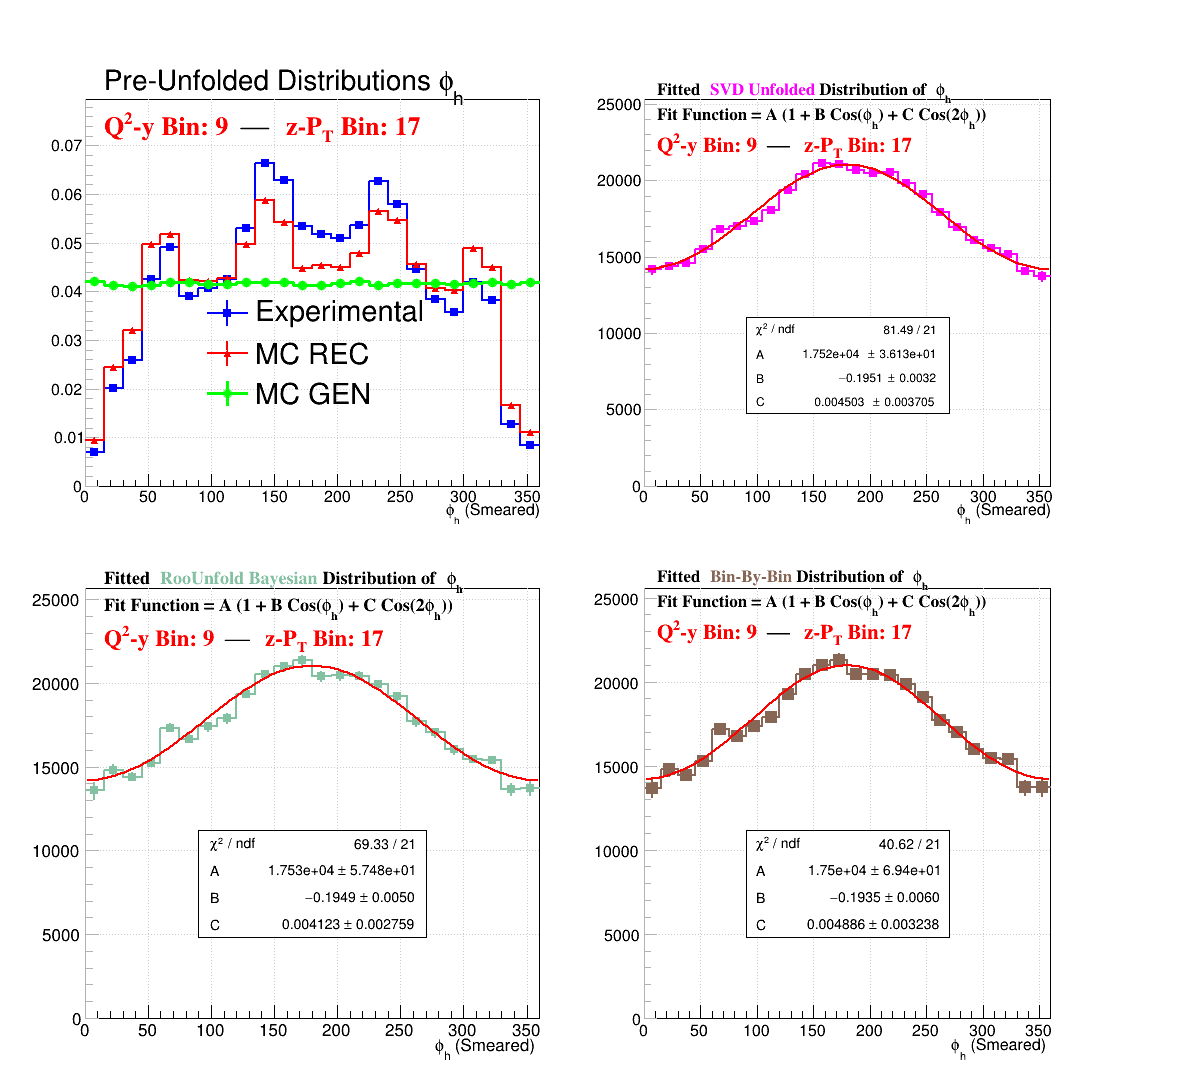 Pre-Unfolded Distributions ϕh
Q²-y Bin: 9 — z-PT Bin: 17
0.07
0.06
0.05
0.04
0.03
0.02
0.01
0
Experimental
MC REC
MC GEN
0 50 100 150 200 250 300 350
ϕh (Smeared)
Fitted SVD Unfolded Distribution of ϕh
Fit Function = A (1 + B Cos(ϕh) + C Cos(2ϕh))
Q²-y Bin: 9 — z-PT Bin: 17
25000
20000
15000
10000
5000
0
χ² / ndf 81.49 / 21
A 1.752e+04 ± 3.613e+01
B −0.1951 ± 0.0032
C 0.004503 ± 0.003705
0 50 100 150 200 250 300 350
ϕh (Smeared)
Fitted RooUnfold Bayesian Distribution of ϕh
Fit Function = A (1 + B Cos(ϕh) + C Cos(2ϕh))
Q²-y Bin: 9 — z-PT Bin: 17
25000
20000
15000
10000
5000
0
χ² / ndf 69.33 / 21
A 1.753e+04 ± 5.748e+01
B −0.1949 ± 0.0050
C 0.004123 ± 0.002759
0 50 100 150 200 250 300 350
ϕh (Smeared)
Fitted Bin-By-Bin Distribution of ϕh
Fit Function = A (1 + B Cos(ϕh) + C Cos(2ϕh))
Q²-y Bin: 9 — z-PT Bin: 17
25000
20000
15000
10000
5000
0
χ² / ndf 40.62 / 21
A 1.75e+04 ± 6.94e+01
B −0.1935 ± 0.0060
C 0.004886 ± 0.003238
0 50 100 150 200 250 300 350
ϕh (Smeared)